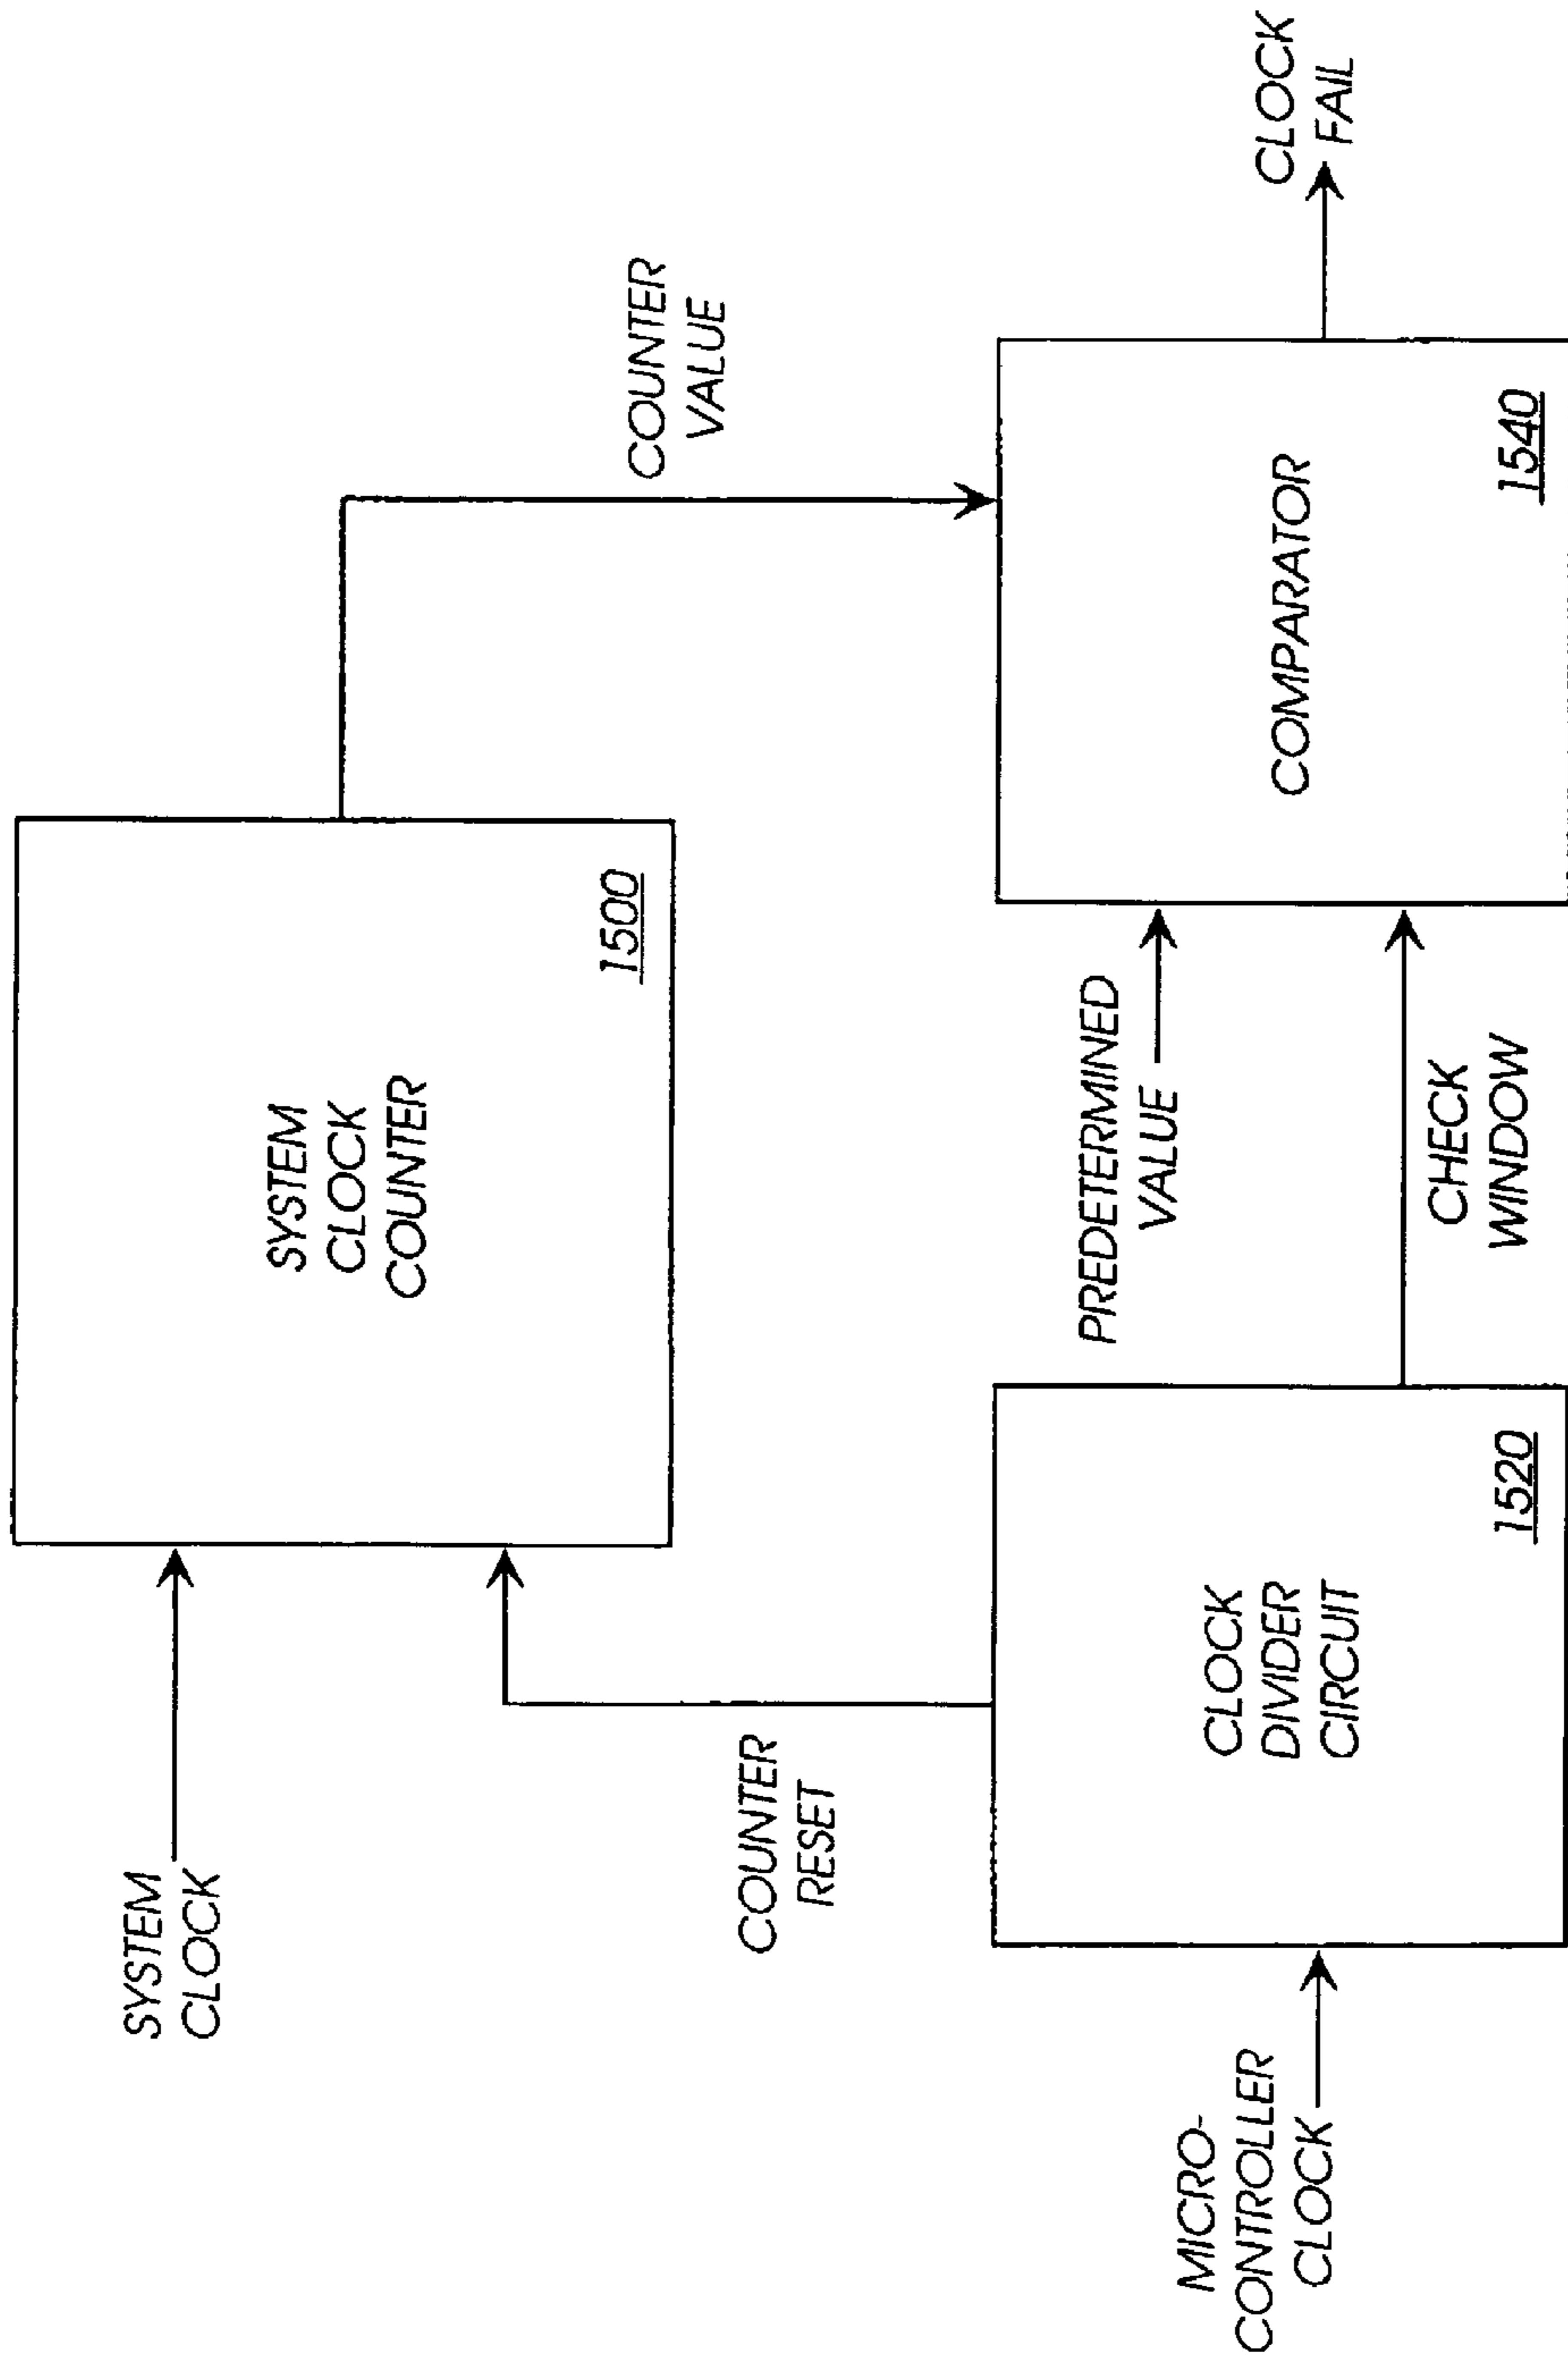 SYSTEM
CLOCK
SYSTEM
CLOCK
COUNTER
1500
COUNTER
VALUE
COUNTER
RESET
MICRO-
CONTROLLER
CLOCK
CLOCK
DIVIDER
CIRCUIT
1520
PREDETERMINED
VALUE
CHECK
WINDOW
COMPARATOR
1540
CLOCK
FAIL